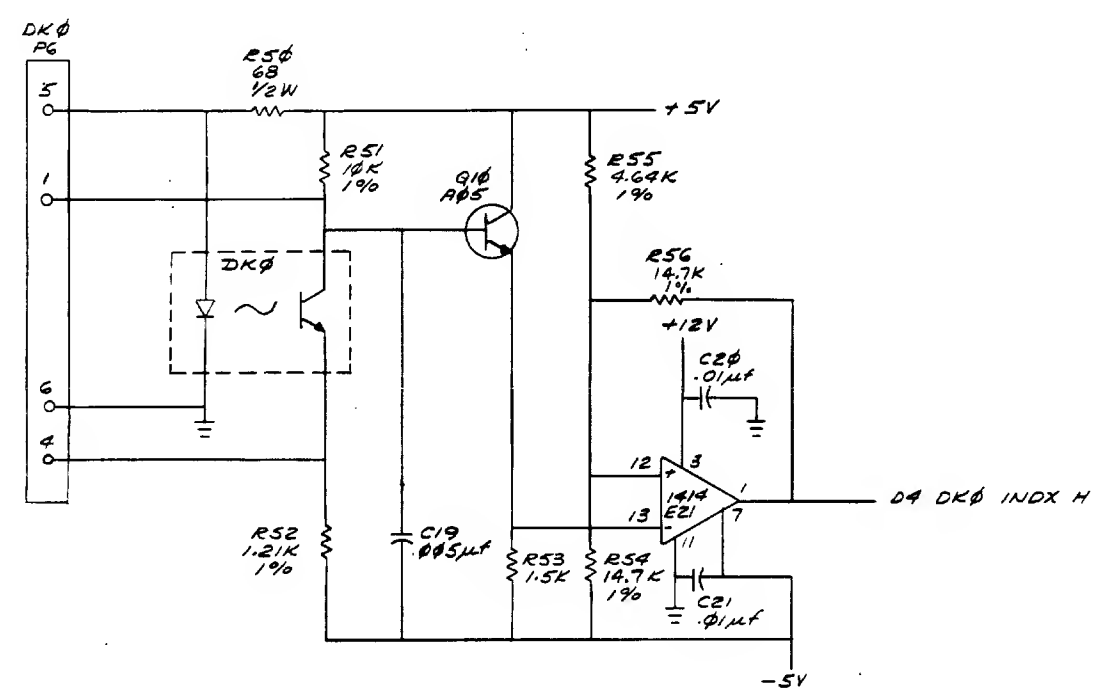 DKØ
P6
5
1
6
4
R5Ø
68
1/2W
+5V
R51
1ØK
1%
Q1Ø
AØ5
R55
4.64K
1%
DKØ
R56
14.7K
1%
+12V
C2Ø
.Ø1µf
12
+
3
1414
E21
1
7
13
-
11
D4 DKØ INDX H
R52
1.21K
1%
C19
.ØØ5µf
R53
1.5K
R54
14.7K
1%
C21
.Ø1µf
-5V